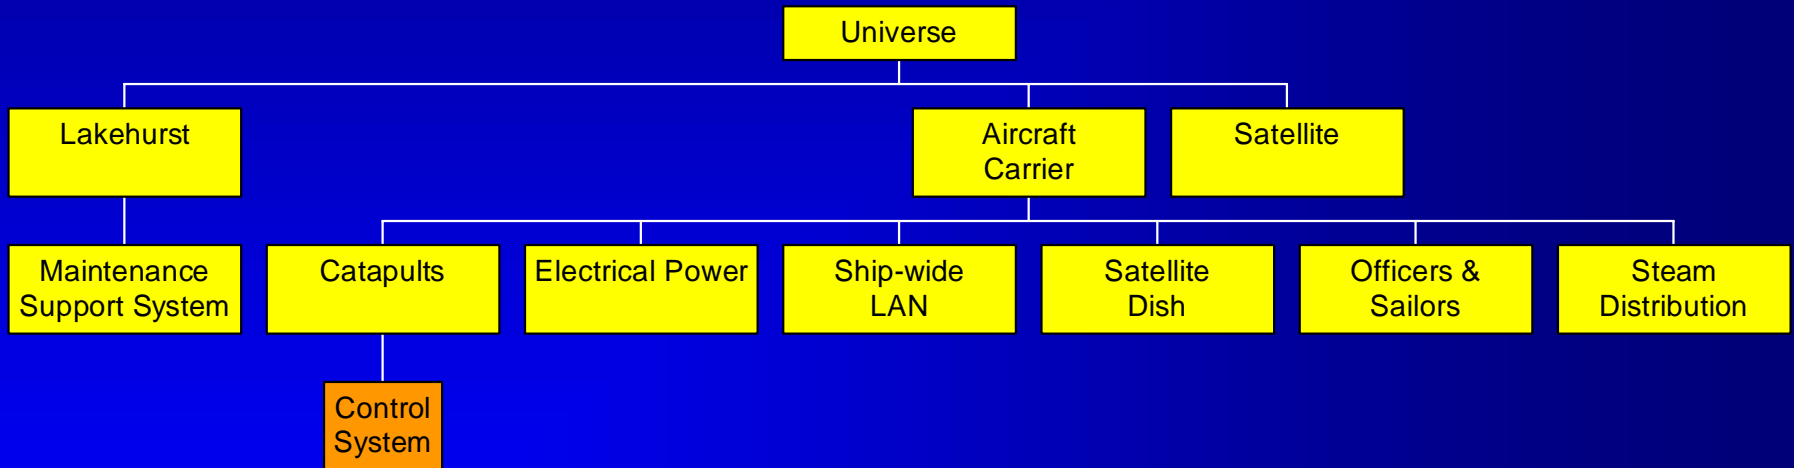 Universe
Lakehurst
Aircraft
Carrier
Satellite
Maintenance
Support System
Catapults
Electrical Power
Ship-wide
LAN
Satellite
Dish
Officers &
Sailors
Steam
Distribution
Control
System